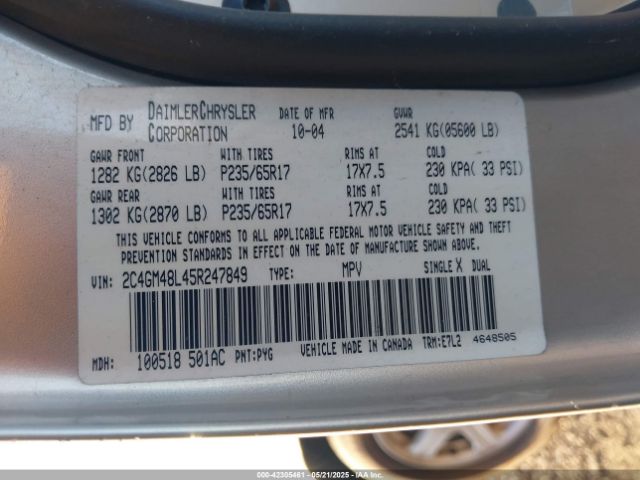 MFD BY DAIMLERCHRYSLER CORPORATION DATE OF MFR 10-04 GVWR 2541 KG(05600 LB)
GAWR FRONT WITH TIRES RIMS AT COLD
1282 KG(2826 LB) P235/65R17 17X7.5 230 KPA( 33 PSI)
GAWR REAR WITH TIRES RIMS AT COLD
1302 KG(2870 LB) P235/65R17 17X7.5 230 KPA( 33 PSI)
THIS VEHICLE CONFORMS TO ALL APPLICABLE FEDERAL MOTOR VEHICLE SAFETY AND THEFT
PREVENTION STANDARDS IN EFFECT ON THE DATE OF MANUFACTURE SHOWN ABOVE.
VIN: 2C4GM48L45R247849 TYPE: MPV SINGLE X DUAL
MDH: 100518 501AC PNT:PYG VEHICLE MADE IN CANADA TRM:E7L2 4648505
000-42305461 - 05/21/2025 - IAAI.COM